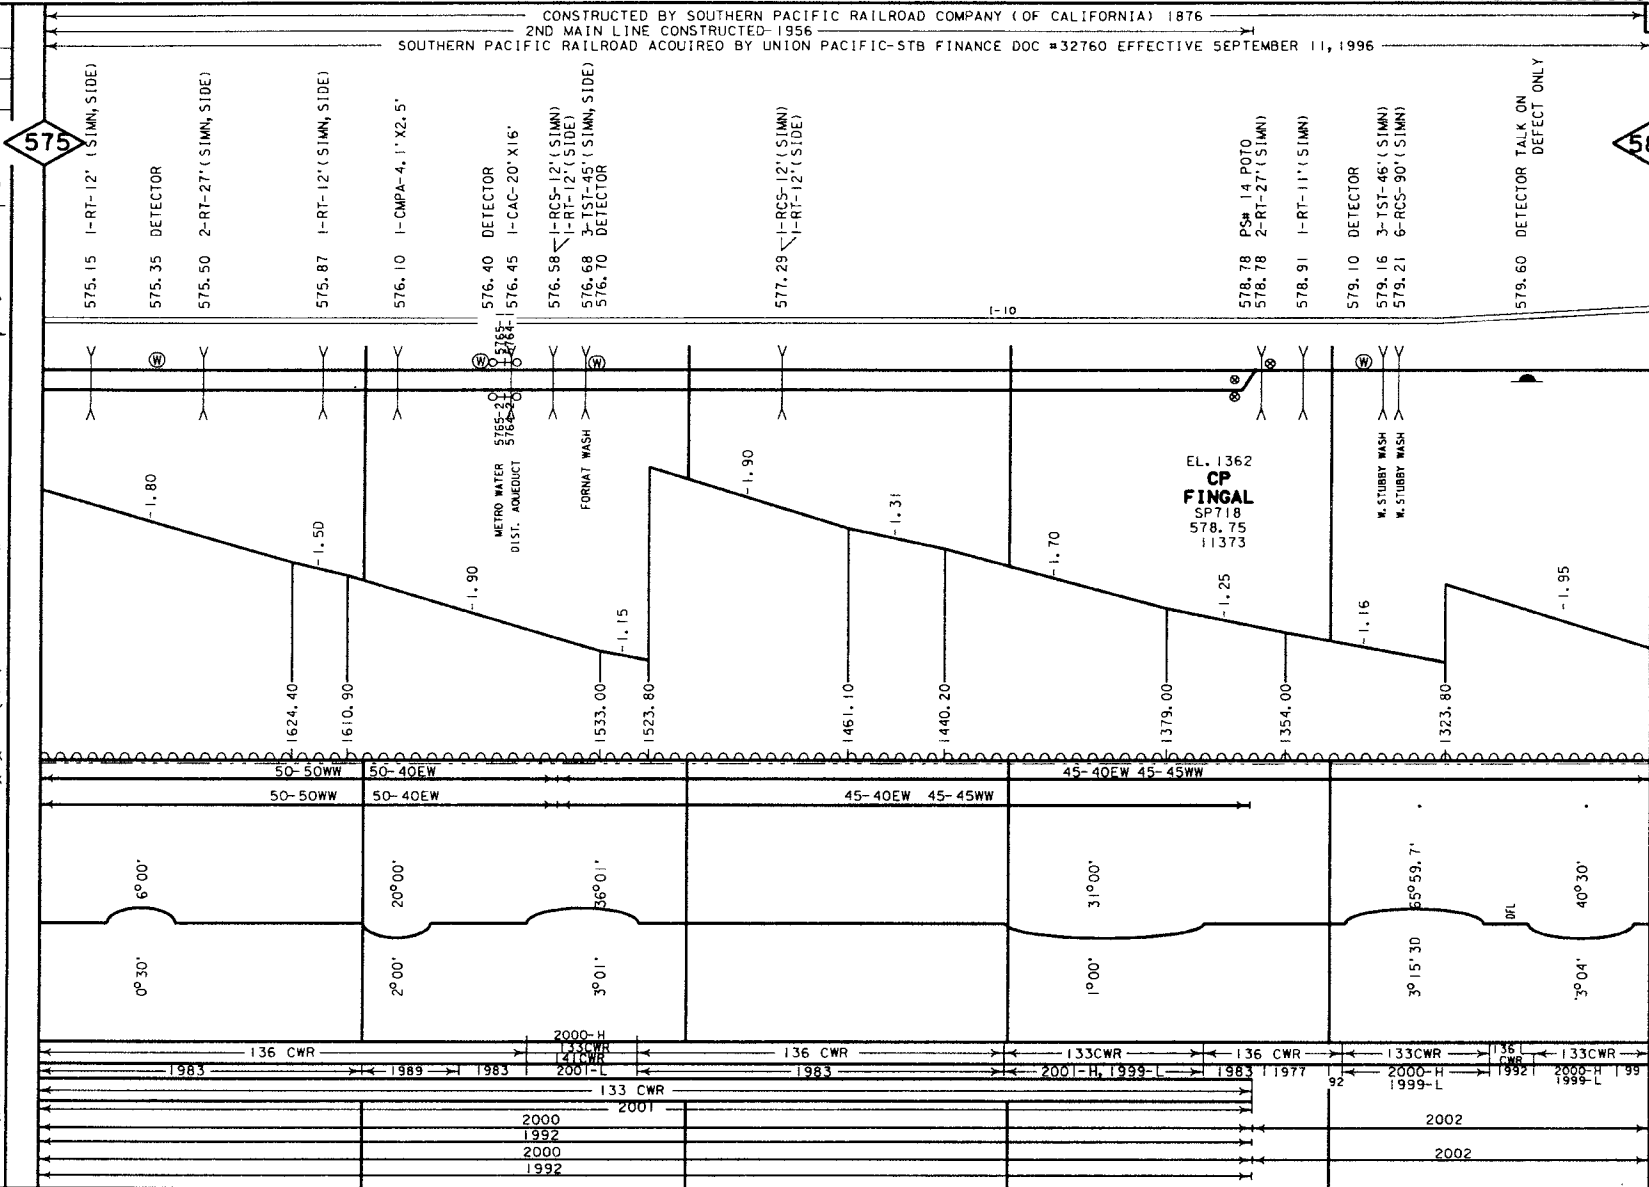 CONSTRUCTED BY SOUTHERN PACIFIC RAILROAD COMPANY (OF CALIFORNIA) 1876
2ND MAIN LINE CONSTRUCTED 1956
SOUTHERN PACIFIC RAILROAD ACQUIRED BY UNION PACIFIC-STB FINANCE DOC #32760 EFFECTIVE SEPTEMBER 11, 1996
575
575.15 1-RT-12' (SIMN, SIDE)
575.35 DETECTOR
575.50 2-RT-27' (SIMN, SIDE)
575.87 1-RT-12' (SIMN, SIDE)
576.10 1-CMPA-4.1'X2.5'
576.40 DETECTOR
576.45 1-CAC-20'X16'
576.58 1-RCS-12' (SIMN)
1-RT-12' (SIDE)
576.68 3-TST-45' (SIMN, SIDE)
576.70 DETECTOR
577.29 1-RCS-12' (SIMN)
1-RT-12' (SIDE)
578.78 PS# 14 POTO
578.78 2-RT-27' (SIMN)
578.91 1-RT-11' (SIMN)
579.10 DETECTOR
579.16 3-TST-46' (SIMN)
579.21 6-RCS-90' (SIMN)
579.60 DETECTOR TALK ON
DEFECT ONLY
I-10
W
W
W
W
5765-1
5764-1
5765-2
5764-2
METRO WATER
DIST. AQUEDUCT
FORNAT WASH
W. STUBBY WASH
W. STUBBY WASH
EL. 1362
CP
FINGAL
SP718
578.75
11373
-1.80
-1.50
-1.90
-1.15
-1.90
-1.31
-1.70
-1.25
-1.16
-1.95
1624.40
1610.90
1533.00
1523.80
1461.10
1440.20
1379.00
1354.00
1323.80
50-50WW 50-40EW
45-40EW 45-45WW
50-50WW 50-40EW
45-40EW 45-45WW
6°00'
20°00'
36°01'
31°00'
65°59.7'
DFL
40°30'
0°30'
2°00'
3°01'
1°00'
3°15'30
3°04'
2000-H
136 CWR
133CWR
141CWR
136 CWR
133CWR
136 CWR
133CWR
136
CWR
133CWR
1983
1989
1983
2001-L
1983
2001-H, 1999-L
1983
1977
92
2000-H
1999-L
1992
2000-H
1999-L
99
133 CWR
2001
2000
2002
1992
2000
2002
1992